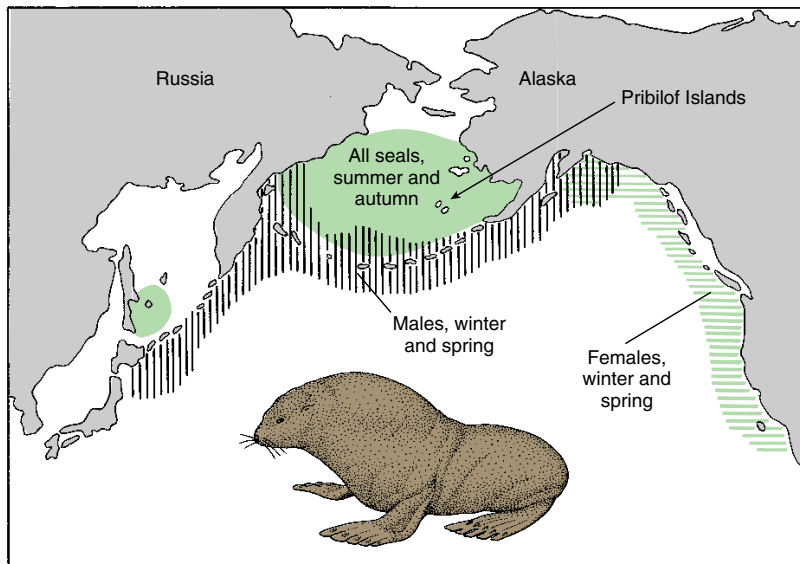 Russia
Alaska
Pribilof Islands
All seals,
summer and
autumn
Males, winter
and spring
Females,
winter and
spring